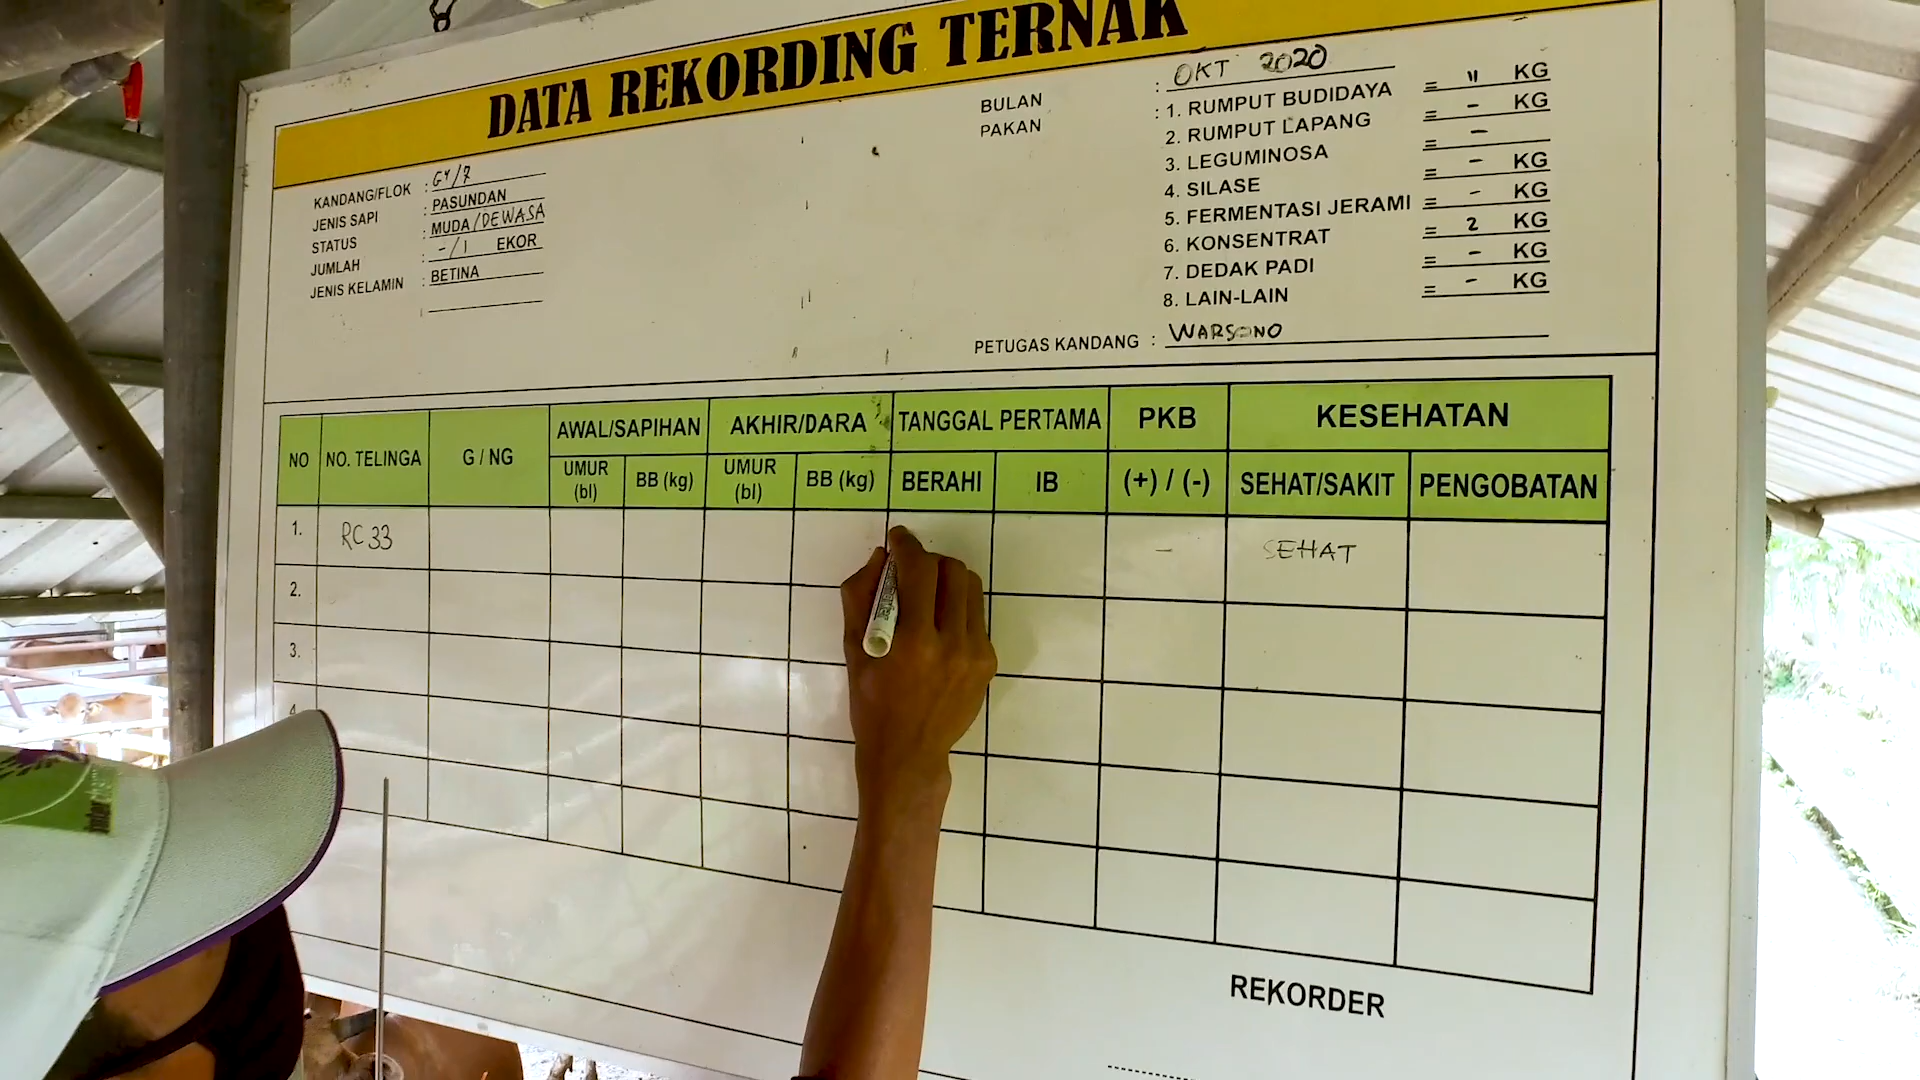 DATA REKORDING TERNAK
KANDANG/FLOK : G4/7
JENIS SAPI : PASUNDAN
STATUS : MUDA/DEWASA
JUMLAH : -/1 EKOR
JENIS KELAMIN : BETINA
BULAN : OKT 2020
PAKAN : 1. RUMPUT BUDIDAYA = " KG
2. RUMPUT LAPANG = - KG
3. LEGUMINOSA = -
4. SILASE = - KG
5. FERMENTASI JERAMI = - KG
6. KONSENTRAT = 2 KG
7. DEDAK PADI = - KG
8. LAIN-LAIN = - KG
PETUGAS KANDANG : WARSONO
NO NO. TELINGA G / NG AWAL/SAPIHAN AKHIR/DARA TANGGAL PERTAMA PKB KESEHATAN
UMUR (bl) BB (kg) UMUR (bl) BB (kg) BERAHI IB (+) / (-) SEHAT/SAKIT PENGOBATAN
1. RC 33 - SEHAT
2.
3.
4
REKORDER